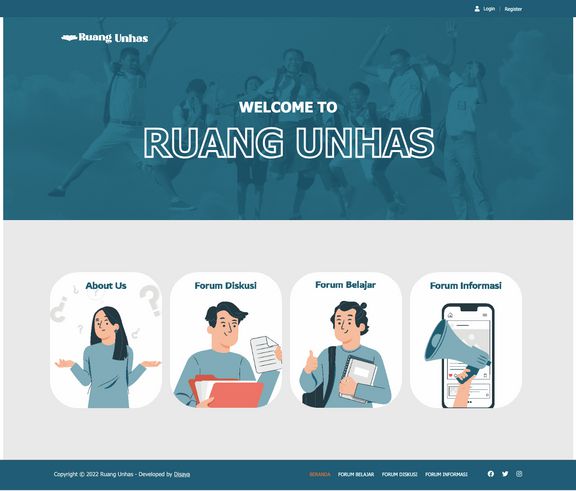 Login | Register
Ruang Unhas
WELCOME TO
RUANG UNHAS
About Us
Forum Diskusi
Forum Belajar
Forum Informasi
Copyright © 2022 Ruang Unhas - Developed by Disaya
BERANDA FORUM BELAJAR FORUM DISKUSI FORUM INFORMASI